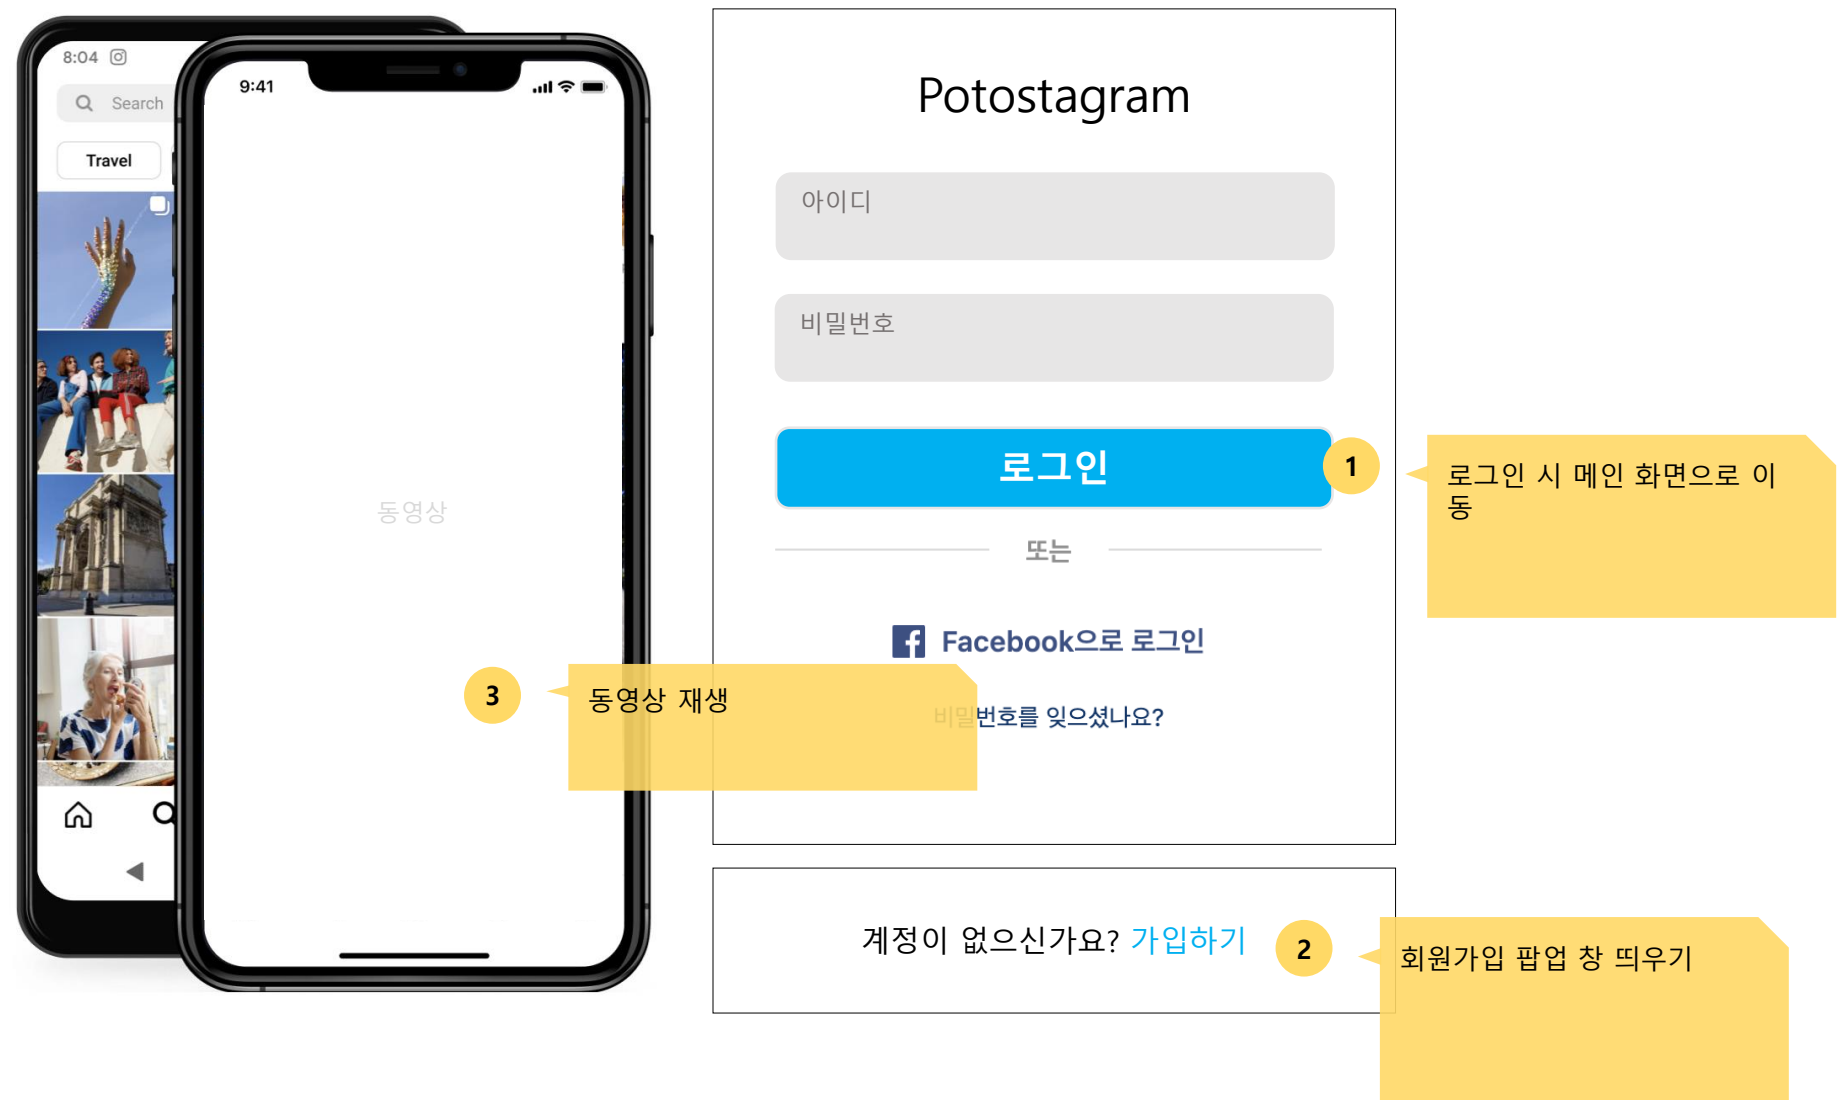 8:04
Search
Travel
9:41
동영상
3
동영상 재생
Potostagram
아이디
비밀번호
로그인
1
로그인 시 메인 화면으로 이
동
또는
Facebook으로 로그인
비밀번호를 잊으셨나요?
계정이 없으신가요? 가입하기
2
회원가입 팝업 창 띄우기